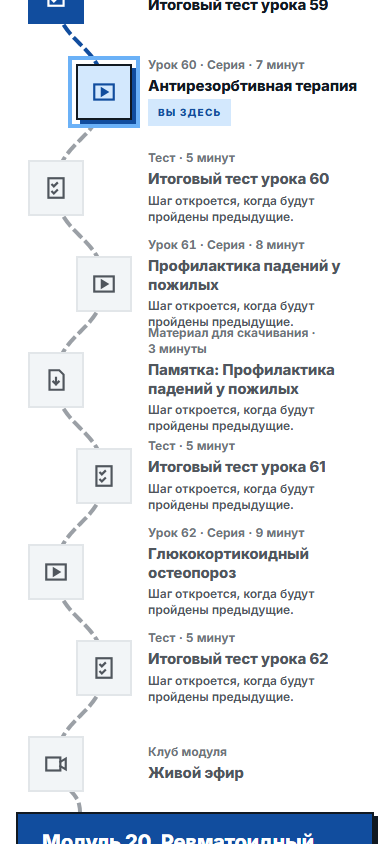 Итоговый тест урока 59
Урок 60 · Серия · 7 минут
Антирезорбтивная терапия
ВЫ ЗДЕСЬ
Тест · 5 минут
Итоговый тест урока 60
Шаг откроется, когда будут
пройдены предыдущие.
Урок 61 · Серия · 8 минут
Профилактика падений у
пожилых
Шаг откроется, когда будут
пройдены предыдущие.
Материал для скачивания ·
3 минуты
Памятка: Профилактика
падений у пожилых
Шаг откроется, когда будут
пройдены предыдущие.
Тест · 5 минут
Итоговый тест урока 61
Шаг откроется, когда будут
пройдены предыдущие.
Урок 62 · Серия · 9 минут
Глюкокортикоидный
остеопороз
Шаг откроется, когда будут
пройдены предыдущие.
Тест · 5 минут
Итоговый тест урока 62
Шаг откроется, когда будут
пройдены предыдущие.
Клуб модуля
Живой эфир
Модуль 20. Ревматоидный